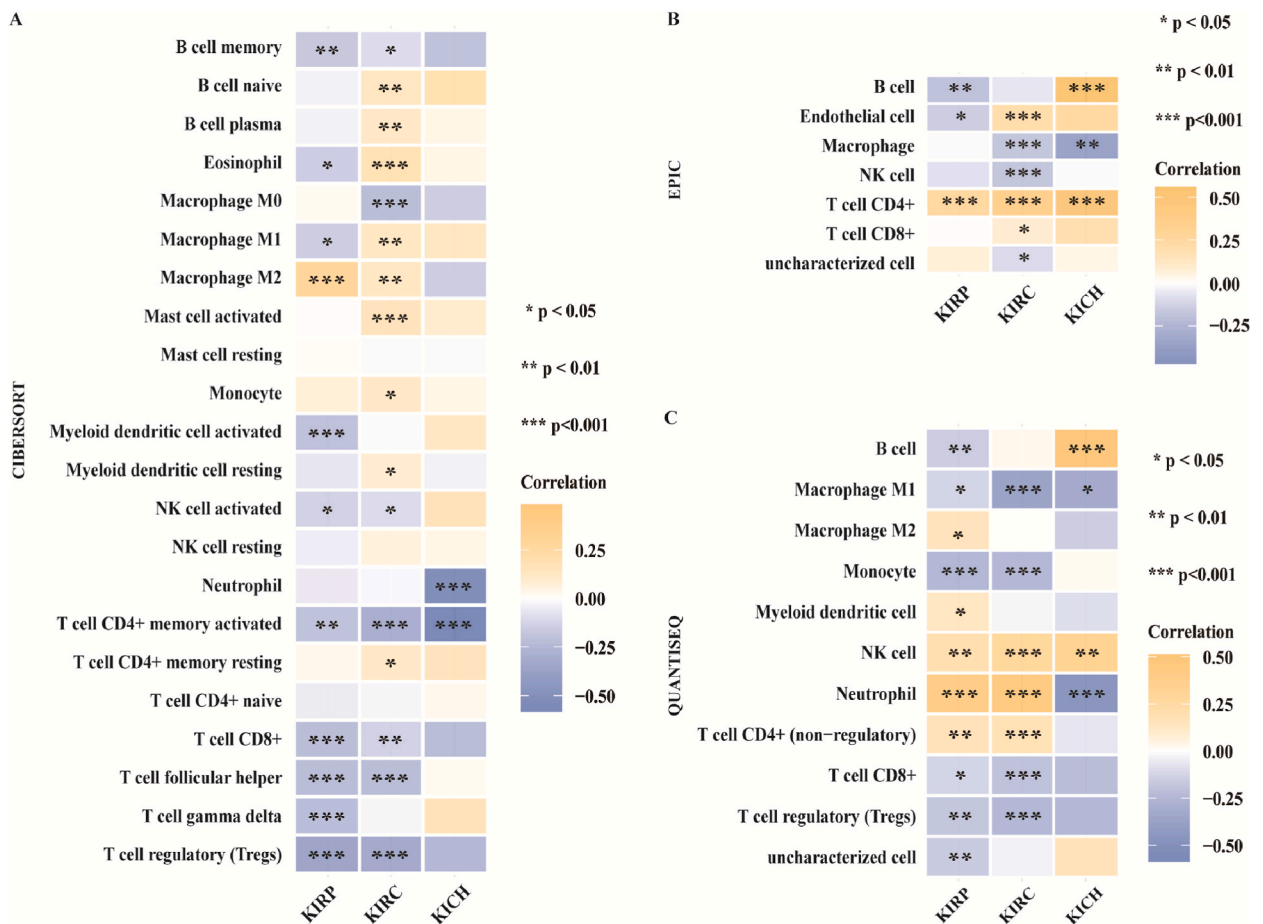 A
CIBERSORT
B cell memory ** *
B cell naive **
B cell plasma **
Eosinophil * ***
Macrophage M0 ***
Macrophage M1 * **
Macrophage M2 *** **
Mast cell activated ***
Mast cell resting
Monocyte *
Myeloid dendritic cell activated ***
Myeloid dendritic cell resting *
NK cell activated * *
NK cell resting
Neutrophil ***
T cell CD4+ memory activated ** *** ***
T cell CD4+ memory resting *
T cell CD4+ naive
T cell CD8+ *** **
T cell follicular helper *** ***
T cell gamma delta ***
T cell regulatory (Tregs) *** ***
KIRP KIRC KICH
* p < 0.05
** p < 0.01
*** p<0.001
Correlation
0.25
0.00
−0.25
−0.50
B
EPIC
B cell ** ***
Endothelial cell * ***
Macrophage *** **
NK cell ***
T cell CD4+ *** *** ***
T cell CD8+ *
uncharacterized cell *
KIRP KIRC KICH
* p < 0.05
** p < 0.01
*** p<0.001
Correlation
0.50
0.25
0.00
−0.25
C
QUANTISEQ
B cell ** ***
Macrophage M1 * *** *
Macrophage M2 *
Monocyte *** ***
Myeloid dendritic cell *
NK cell ** *** **
Neutrophil *** *** ***
T cell CD4+ (non−regulatory) ** ***
T cell CD8+ * ***
T cell regulatory (Tregs) ** ***
uncharacterized cell **
KIRP KIRC KICH
* p < 0.05
** p < 0.01
*** p<0.001
Correlation
0.50
0.25
0.00
−0.25
−0.50